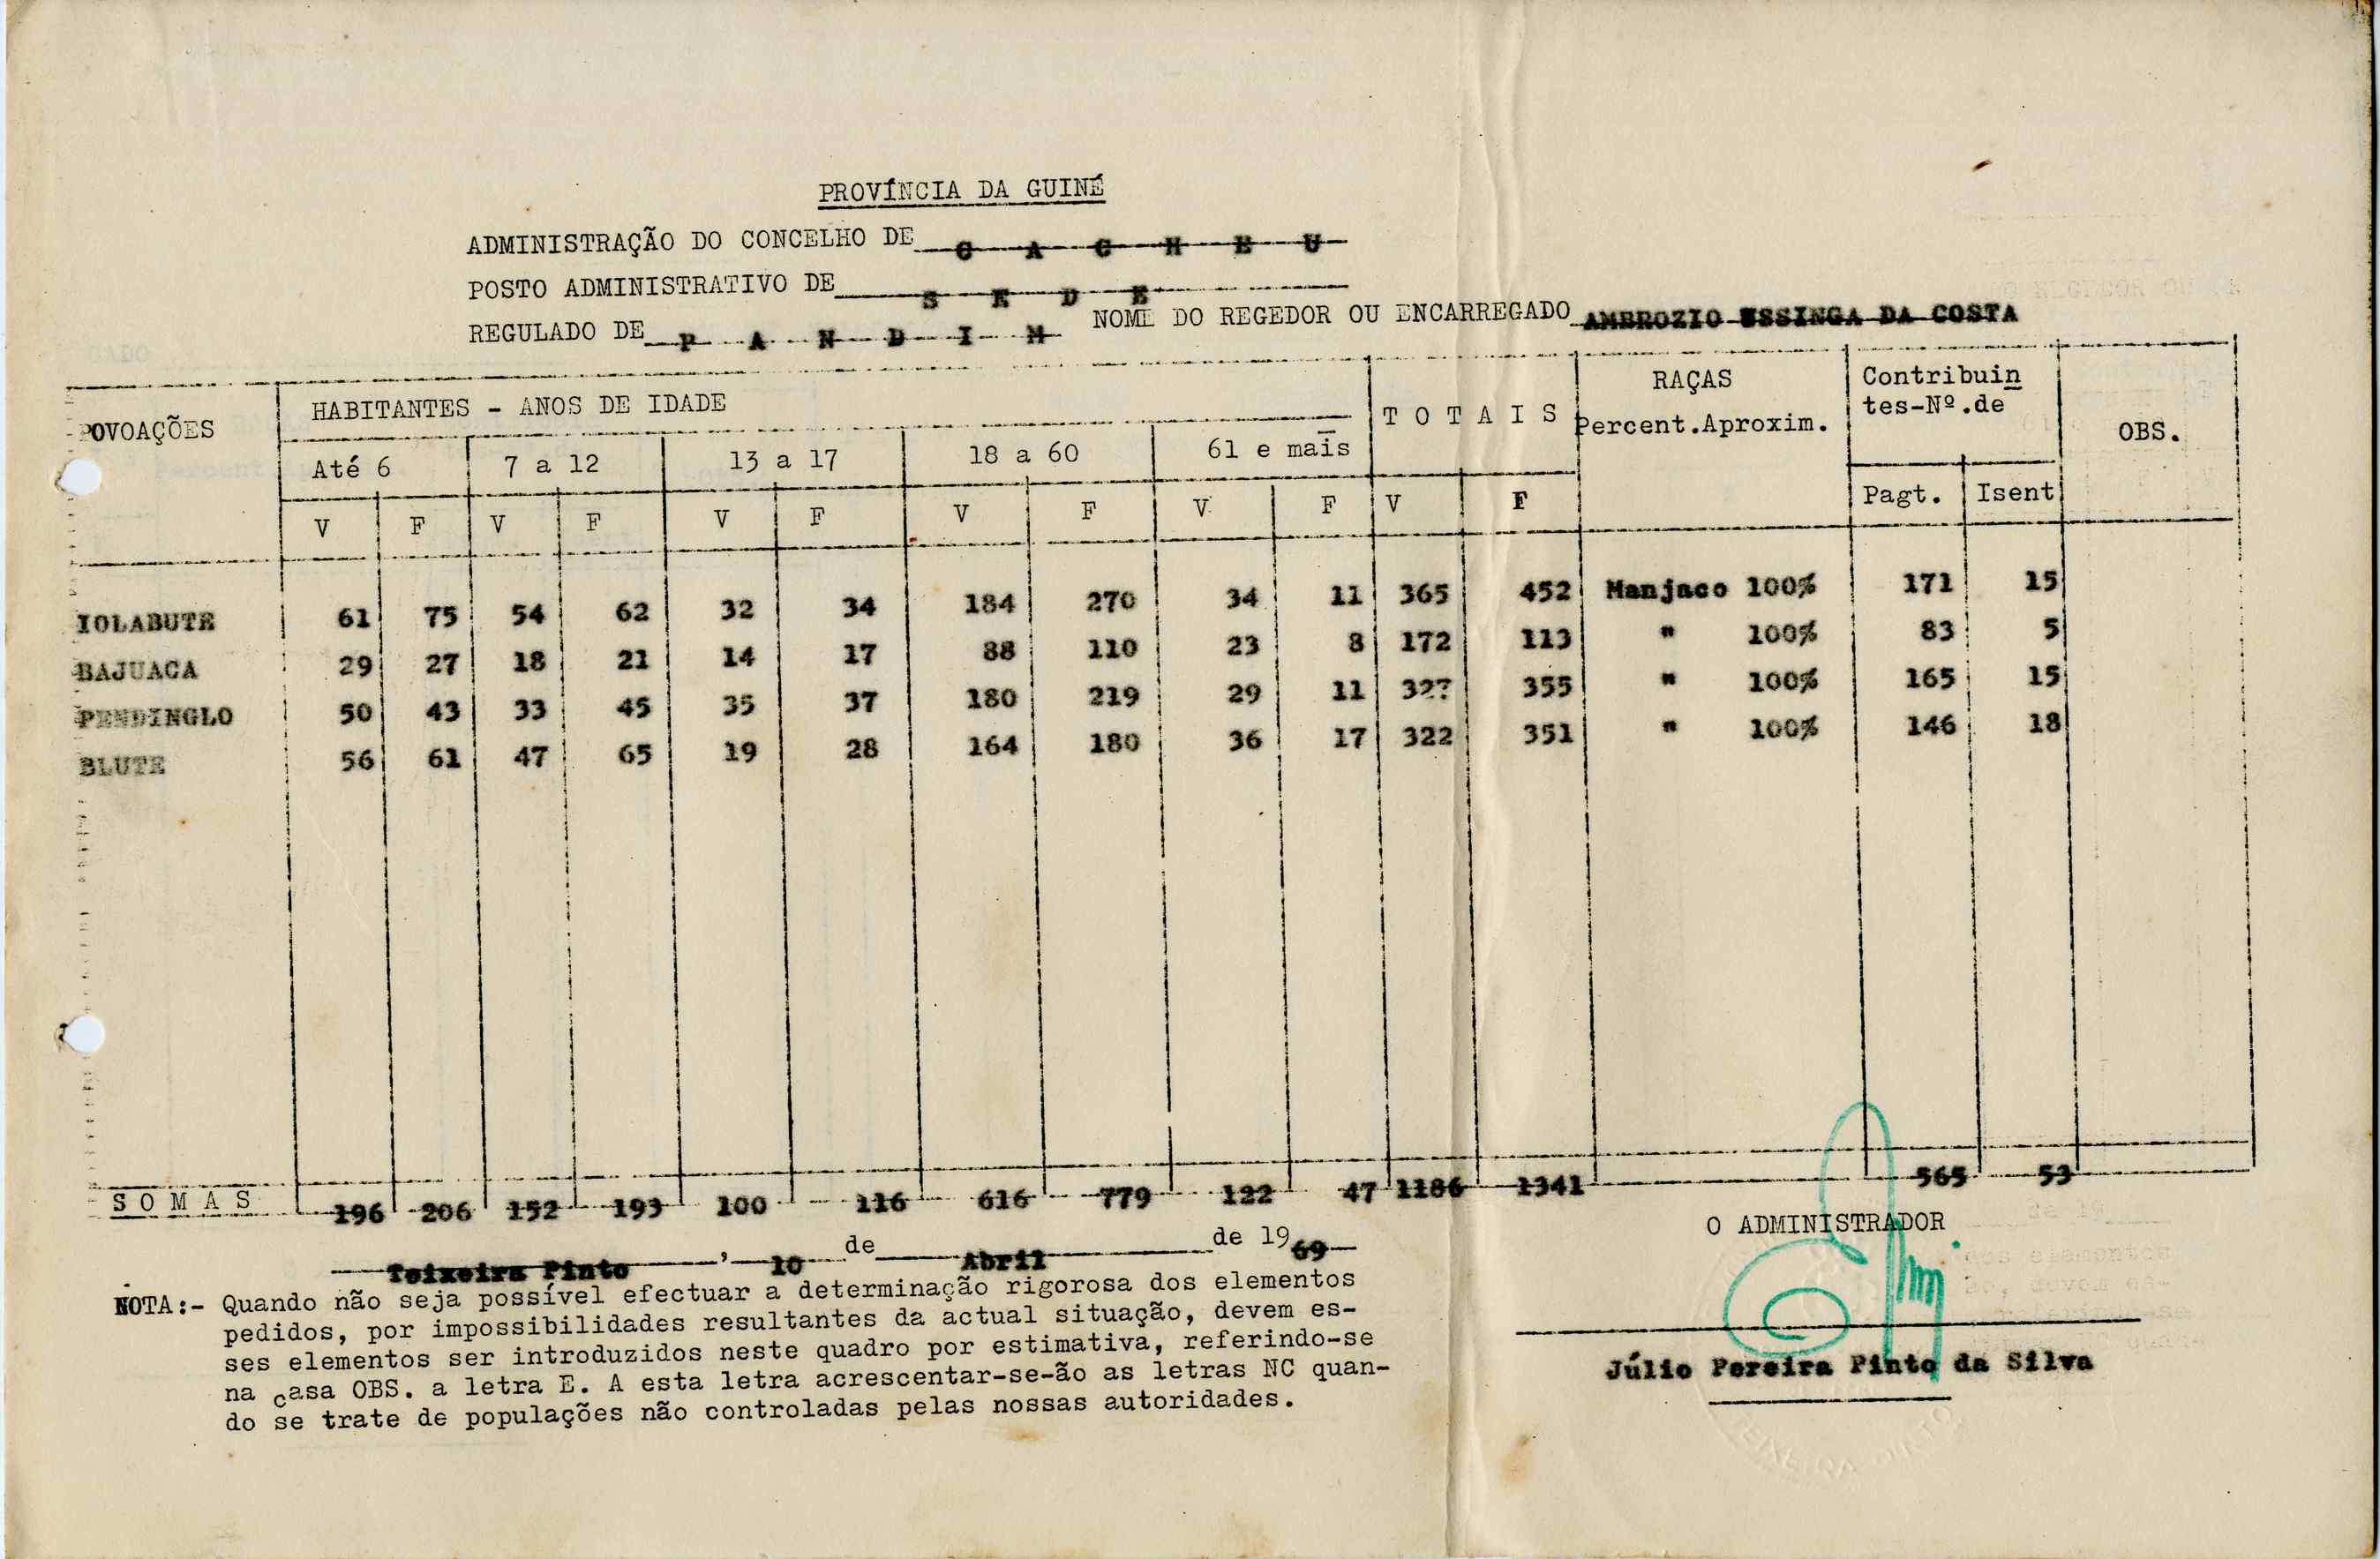 PROVÍNCIA DA GUINÉ
ADMINISTRAÇÃO DO CONCELHO DE C A C H E U
POSTO ADMINISTRATIVO DE S E D E
REGULADO DE P A N D I M NOME DO REGEDOR OU ENCARREGADO AMBROZIO USSINGA DA COSTA
POVOAÇÕES HABITANTES - ANOS DE IDADE T O T A I S RAÇAS Percent.Aproxim. Contribuin
tes-Nº.de OBS.
Até 6 7 a 12 13 a 17 18 a 60 61 e mais
V F V F V F V F V F V F Pagt. Isent
IOLABUTE 61 75 54 62 32 34 184 270 34 11 365 452 Manjaco 100% 171 15
BAJUACA 29 27 18 21 14 17 88 110 23 8 172 113 " 100% 83 5
PENDINGLO 50 43 33 45 35 37 180 219 29 11 327 355 " 100% 165 15
BLUTE 56 61 47 65 19 28 164 180 36 17 322 351 " 100% 146 18
S O M A S 196 206 152 193 100 116 616 779 122 47 1186 1341 565 53
Teixeira Pinto, 10 de Abril de 1969
O ADMINISTRADOR
Júlio Pereira Pinto da Silva
NOTA:- Quando não seja possível efectuar a determinação rigorosa dos elementos
pedidos, por impossibilidades resultantes da actual situação, devem es-
ses elementos ser introduzidos neste quadro por estimativa, referindo-se
na casa OBS. a letra E. A esta letra acrescentar-se-ão as letras NC quan-
do se trate de populações não controladas pelas nossas autoridades.
TEIXEIRA PINTO